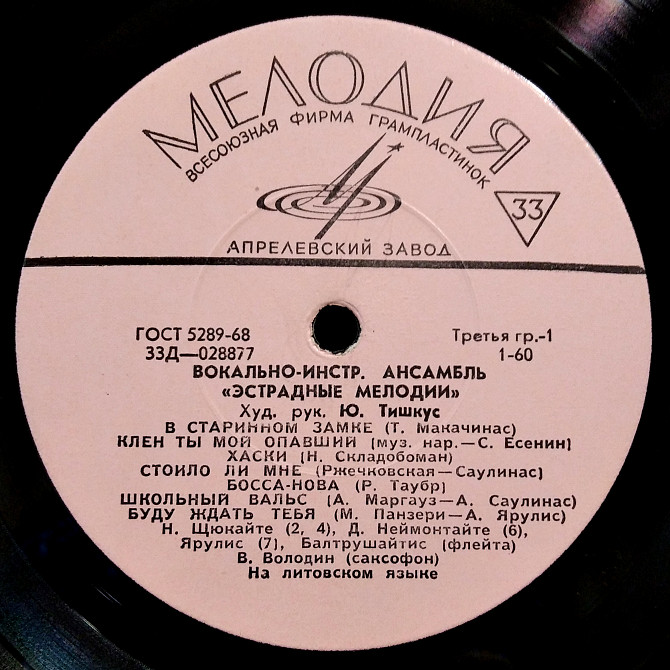 МЕЛОДИЯ
ВСЕСОЮЗНАЯ ФИРМА ГРАМПЛАСТИНОК
33
АПРЕЛЕВСКИЙ ЗАВОД
ГОСТ 5289-68 Третья гр.-1
33Д—028877 1-60
ВОКАЛЬНО-ИНСТР. АНСАМБЛЬ
«ЭСТРАДНЫЕ МЕЛОДИИ»
Худ. рук. Ю. Тишкус
В СТАРИННОМ ЗАМКЕ (Т. Макачинас)
КЛЕН ТЫ МОЙ ОПАВШИЙ (муз. нар.—С. Есенин)
ХАСКИ (Н. Складобоман)
СТОИЛО ЛИ МНЕ (Ржечковская—Саулинас)
БОССА-НОВА (Р. Таубр)
ШКОЛЬНЫЙ ВАЛЬС (А. Маргауз—А. Саулинас)
БУДУ ЖДАТЬ ТЕБЯ (М. Панзери—А. Ярулис)
Н. Щюкайте (2, 4), Д. Неймонтайте (6),
Ярулис (7), Балтрушайтис (флейта)
В. Володин (саксофон)
На литовском языке